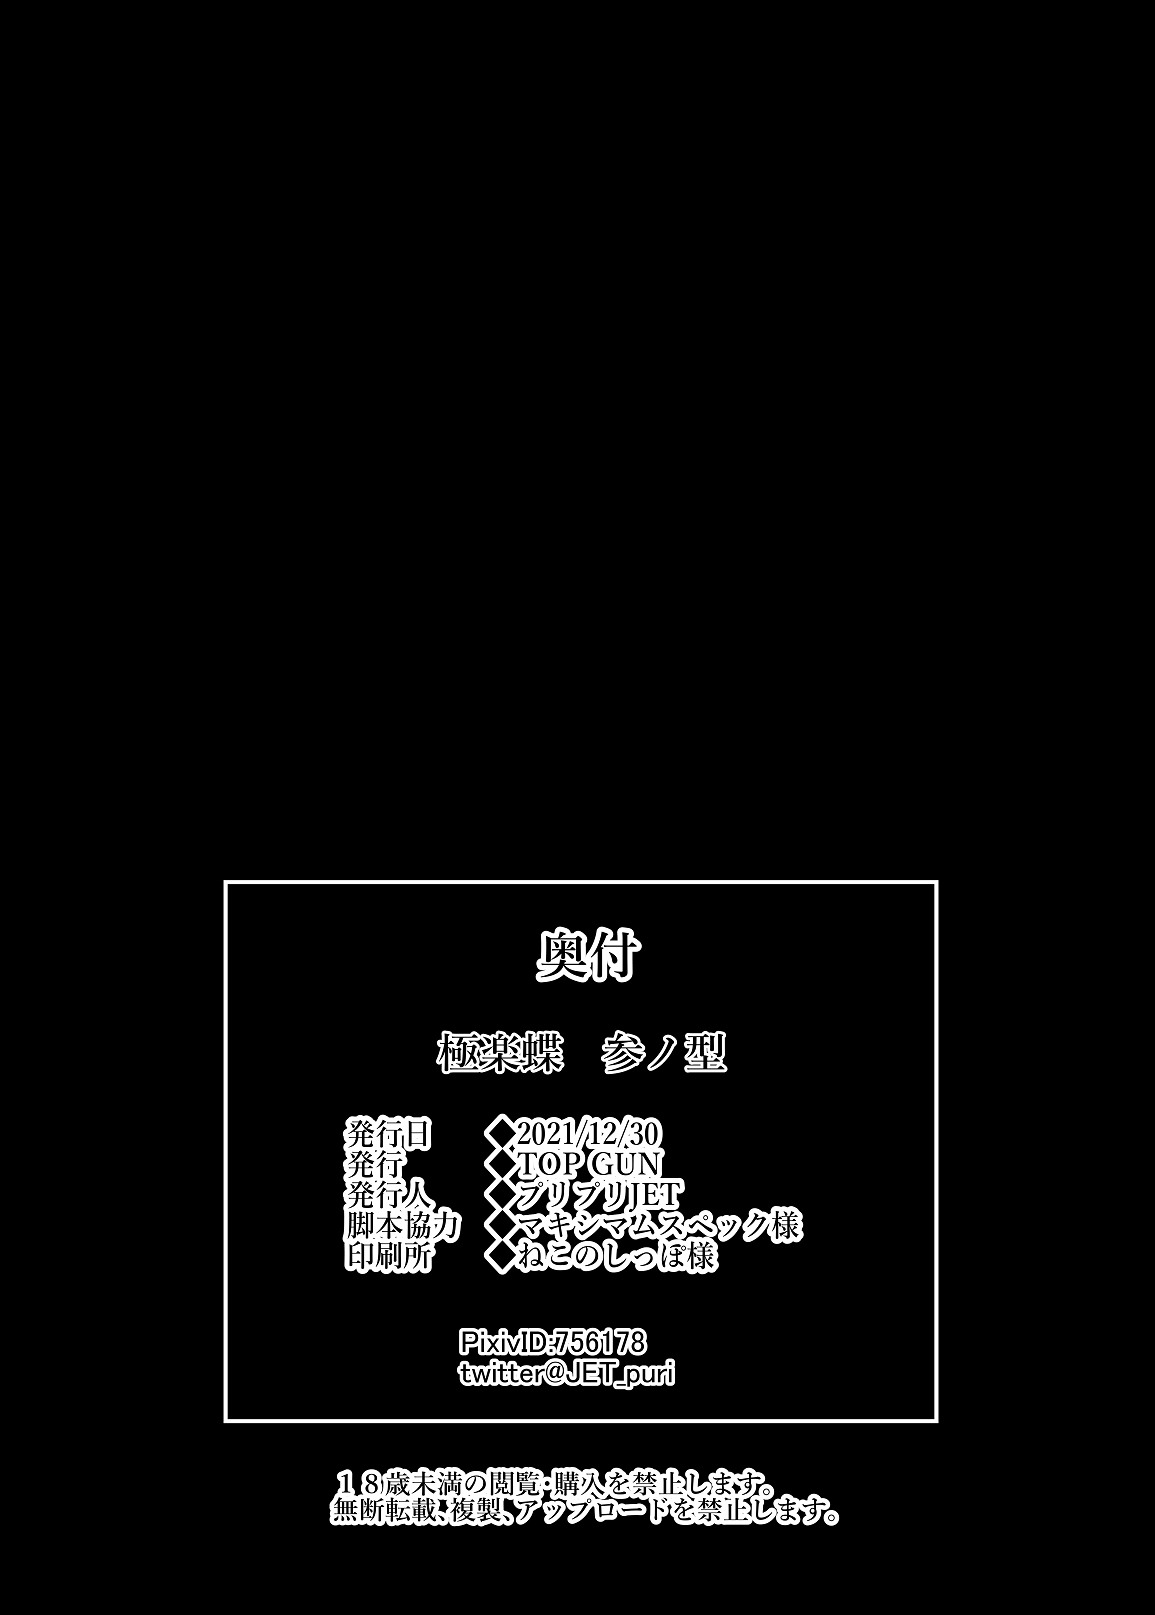 奥付
極楽蝶 参ノ型
発行日 ◆2021/12/30
発行 ◆TOP GUN
発行人 ◆プリプリJET
脚本協力 ◆マキシマムスペック様
印刷所 ◆ねこのしっぽ様
PixivID:756178
twitter@JET_puri
18歳未満の閲覧・購入を禁止します。
無断転載、複製、アップロードを禁止します。